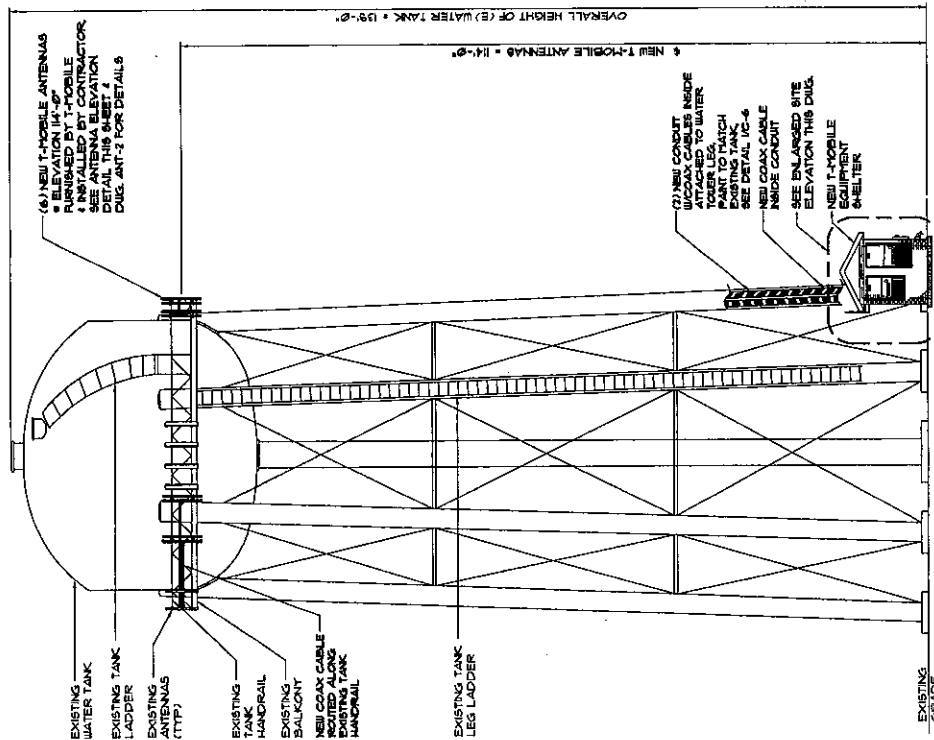 OVERALL HEIGHT OF (E) WATER TANK = 139'-0"
¢ NEW T-MOBILE ANTENNAS = 114'-0"
(6) NEW T-MOBILE ANTENNAS
@ ELEVATION 114'-0"
FURNISHED BY T-MOBILE
& INSTALLED BY CONTRACTOR,
SEE ANTENNA ELEVATION
DETAIL THIS SHEET &
DWG. ANT-2 FOR DETAILS
(2) NEW CONDUIT
W/COAX CABLES INSIDE
ATTACHED TO WATER
TOWER LEG,
PAINT TO MATCH
EXISTING TANK,
SEE DETAIL 1/C-6
NEW COAX CABLE
INSIDE CONDUIT
SEE ENLARGED SITE
ELEVATION THIS DWG.
NEW T-MOBILE
EQUIPMENT
SHELTER
EXISTING
WATER TANK
EXISTING TANK
LADDER
EXISTING
ANTENNAS
(TYP)
EXISTING
TANK
HANDRAIL
EXISTING
BALKONY
NEW COAX CABLE
ROUTED ALONG
EXISTING TANK
HANDRAIL
EXISTING TANK
LEG LADDER
EXISTING